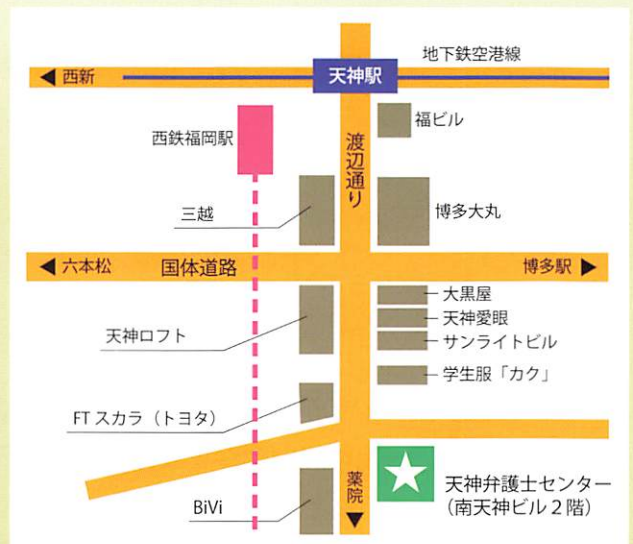 地下鉄空港線
◀ 西新
天神駅
福ビル
西鉄福岡駅
渡辺通り
三越
博多大丸
◀ 六本松
国体道路
博多駅 ▶
大黒屋
天神愛眼
天神ロフト
サンライトビル
学生服「カク」
FTスカラ（トヨタ）
薬院
▼
天神弁護士センター
（南天神ビル2階）
BiVi